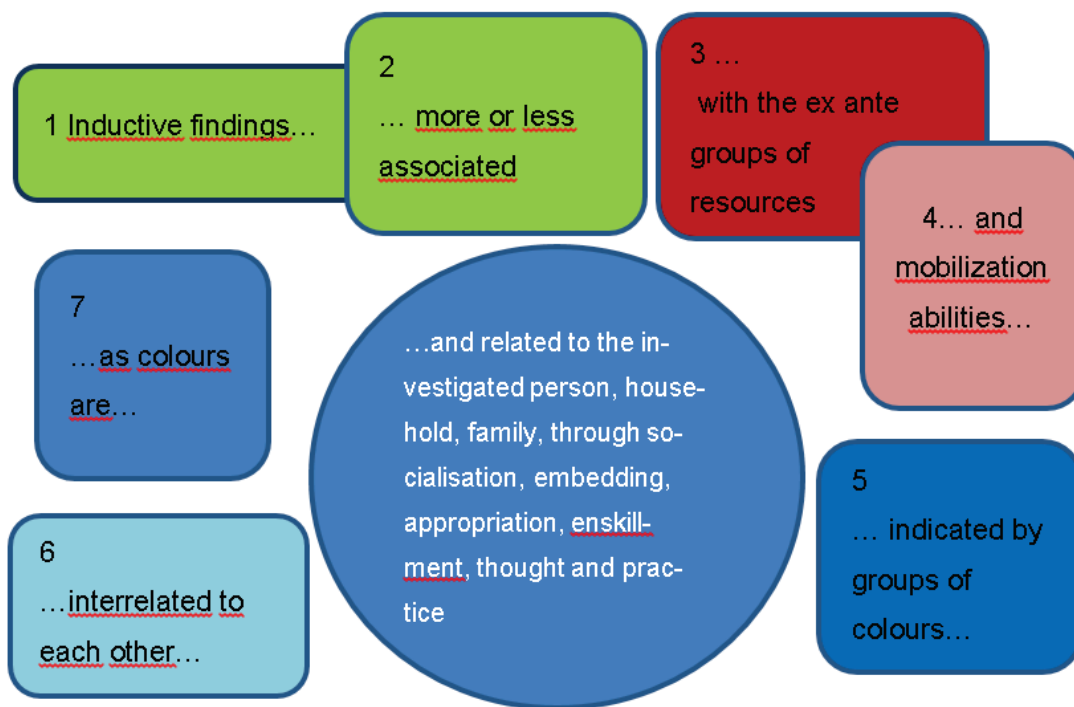 1 Inductive findings…
2
… more or less
associated
3 …
with the ex ante
groups of
resources
4… and
mobilization
abilities…
5
… indicated by
groups of
colours…
6
…interrelated to
each other…
7
…as colours
are…
…and related to the in-
vestigated person, house-
hold, family, through so-
cialisation, embedding,
appropriation, enskill-
ment, thought and prac-
tice